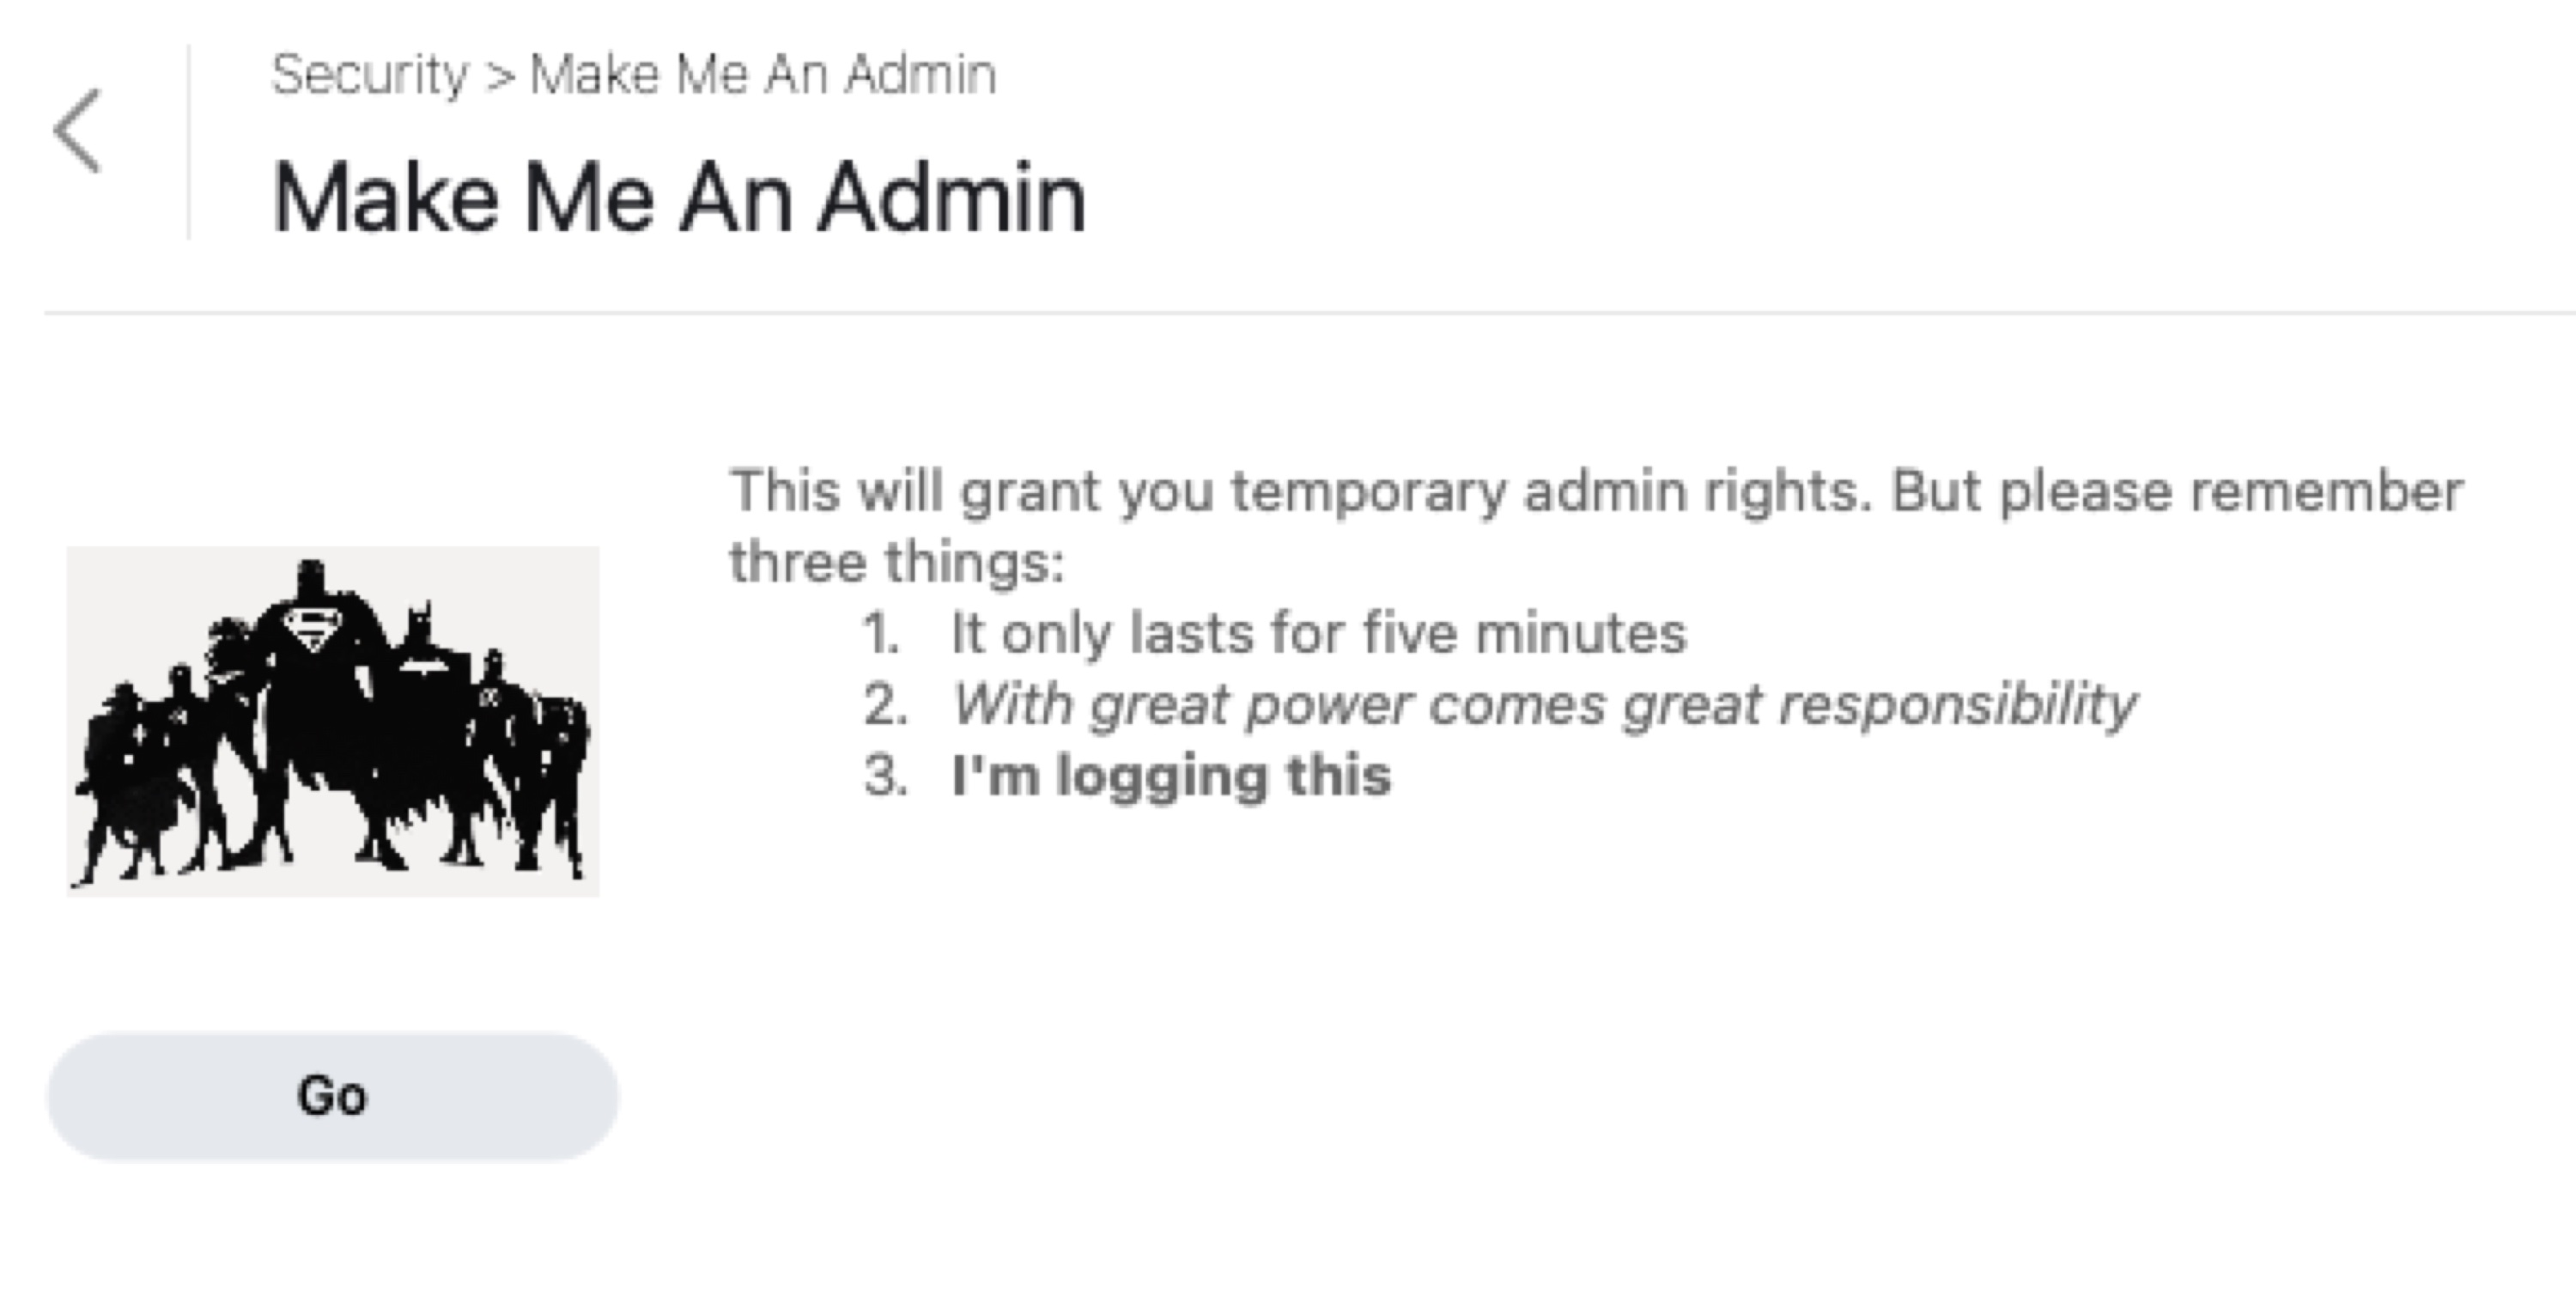 Security > Make Me An Admin
Make Me An Admin
This will grant you temporary admin rights. But please remember
three things:
1. It only lasts for five minutes
2. With great power comes great responsibility
3. I'm logging this
Go